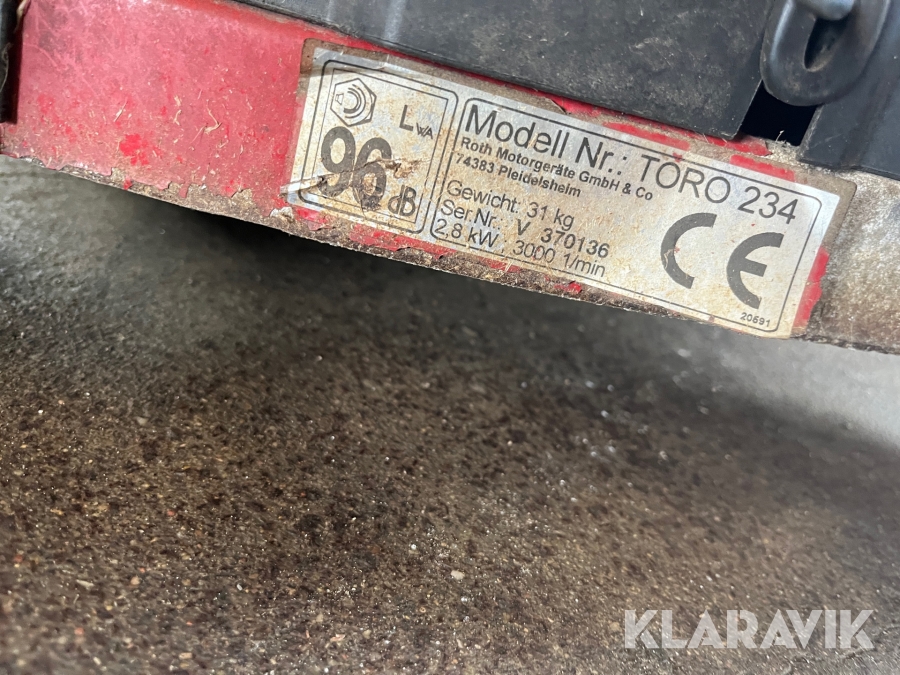 LWA
96 dB
Modell Nr.: TORO 234
Roth Motorgeräte GmbH & Co
74383 Pleidelsheim
Gewicht. 31 kg
Ser.Nr. V 370136
2,8 kW 3000 1/min
CE
20591
KLARAVIK